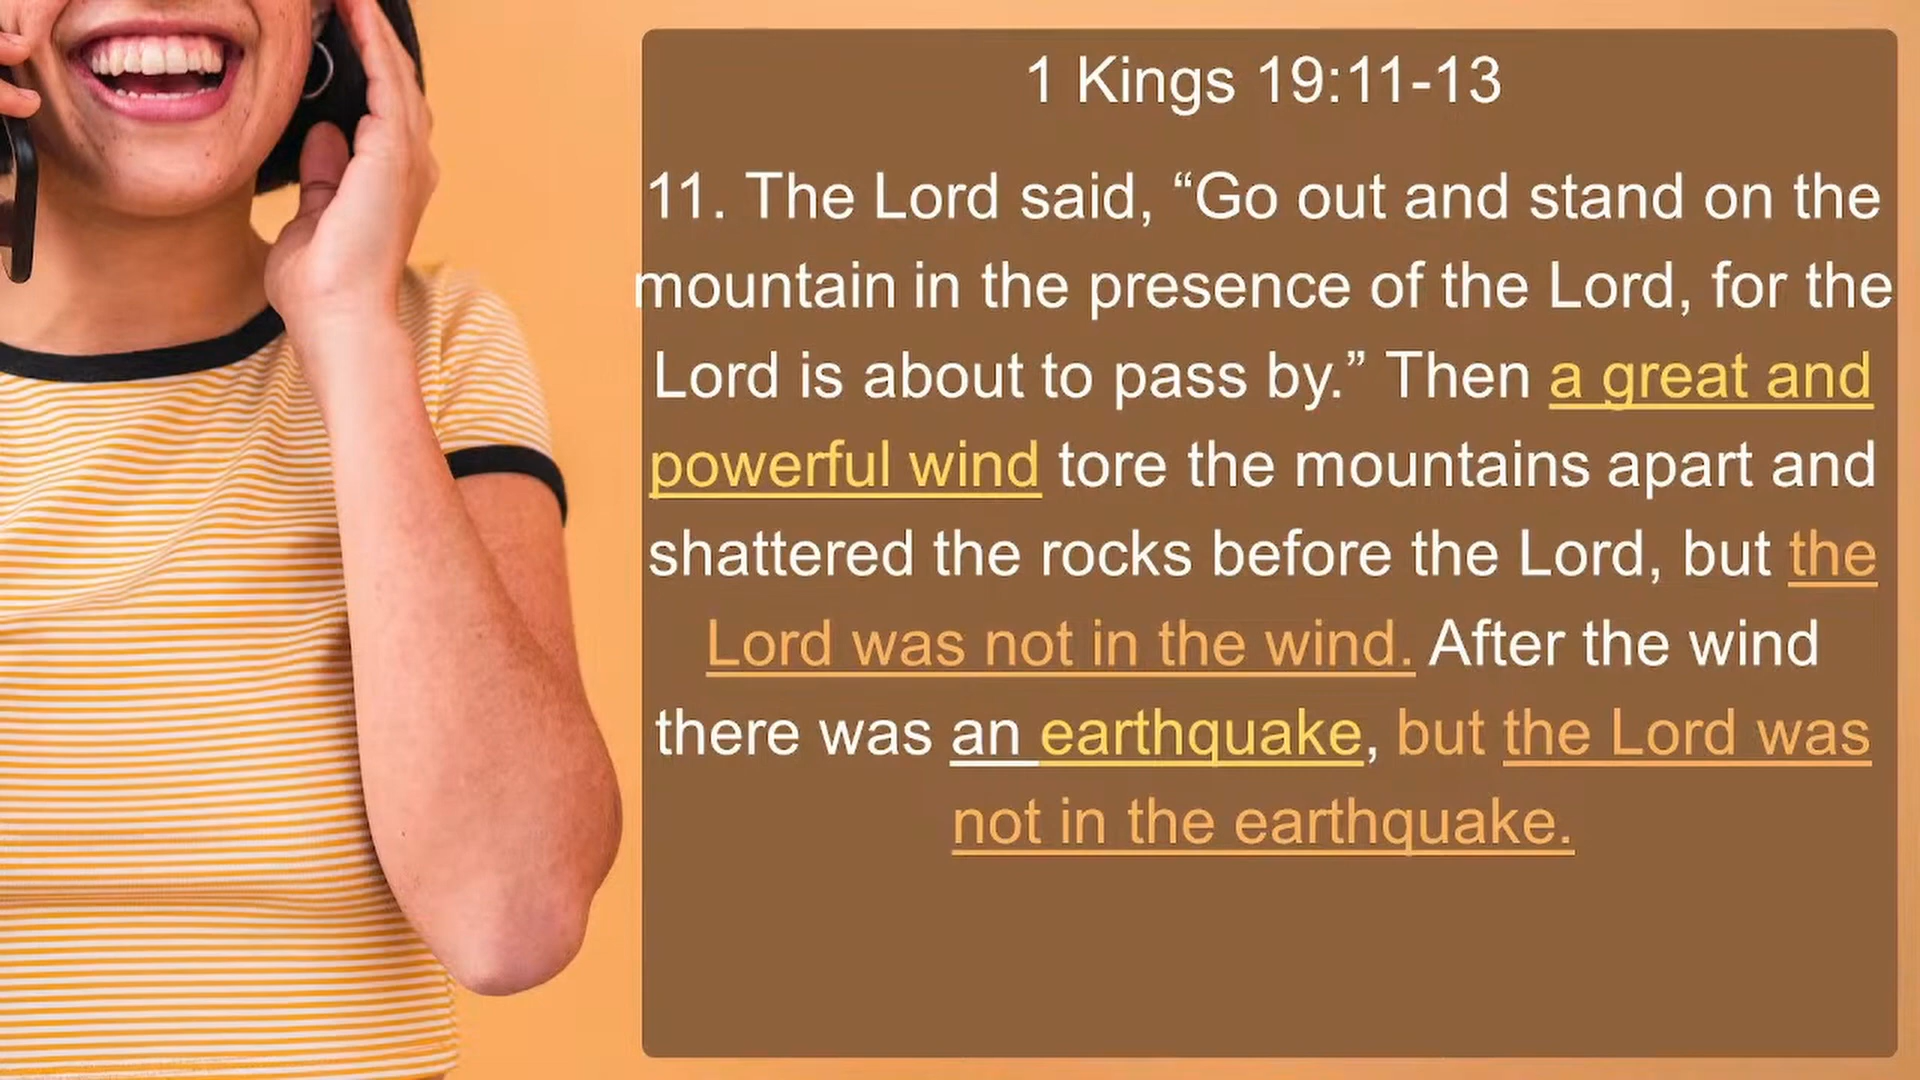 1 Kings 19:11-13
11. The Lord said, “Go out and stand on the
mountain in the presence of the Lord, for the
Lord is about to pass by.” Then a great and
powerful wind tore the mountains apart and
shattered the rocks before the Lord, but the
Lord was not in the wind. After the wind
there was an earthquake, but the Lord was
not in the earthquake.